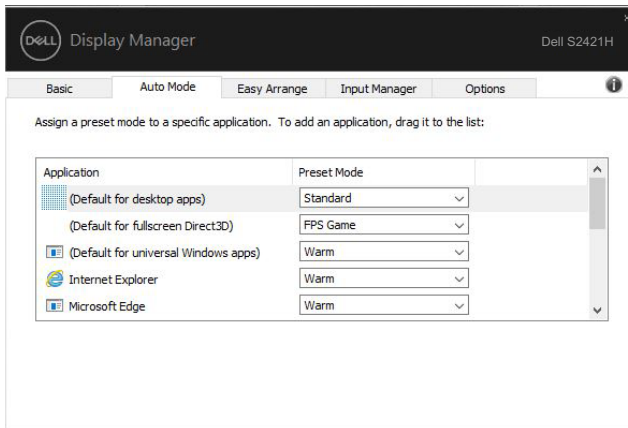 DELL Display Manager
Dell S2421H
Basic Auto Mode Easy Arrange Input Manager Options
Assign a preset mode to a specific application. To add an application, drag it to the list:
Application Preset Mode
(Default for desktop apps) Standard
(Default for fullscreen Direct3D) FPS Game
(Default for universal Windows apps) Warm
Internet Explorer Warm
Microsoft Edge Warm